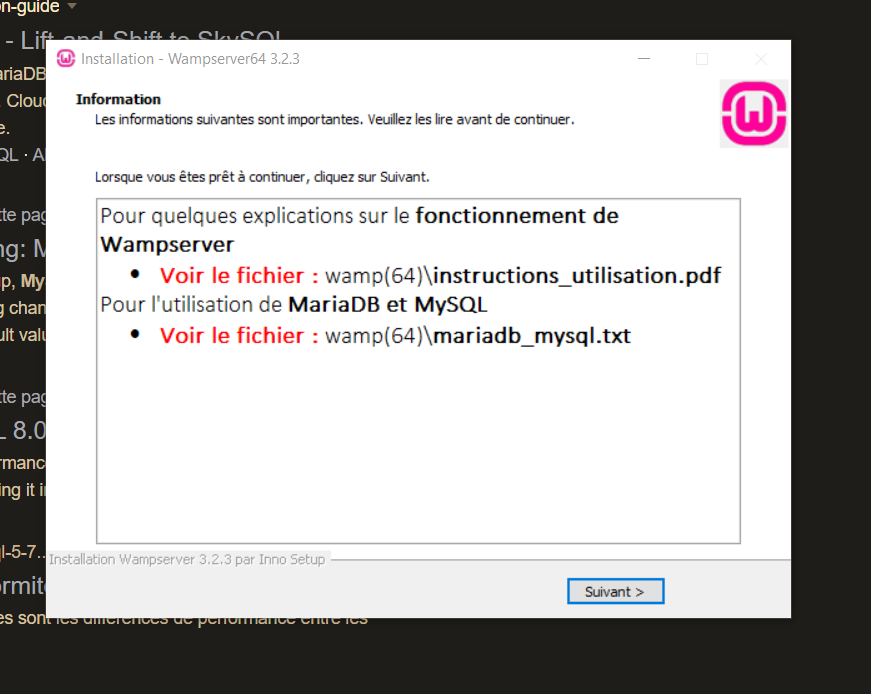 on-guide
- Lift-and-Shift to SkySQL
ariaDB
Installation - Wampserver64 3.2.3
Cloud
Information
Les informations suivantes sont importantes. Veuillez les lire avant de continuer.
e.
QL · Al
Lorsque vous êtes prêt à continuer, cliquez sur Suivant.
tte pag
Pour quelques explications sur le fonctionnement de
Wampserver
ng: M
p, My
• Voir le fichier : wamp(64)\instructions_utilisation.pdf
g chan
Pour l'utilisation de MariaDB et MySQL
ult valu
• Voir le fichier : wamp(64)\mariadb_mysql.txt
tte pag
L 8.0
rmanc
ing it i
l-5-7...
Installation Wampserver 3.2.3 par Inno Setup
ormité
Suivant >
es sont les différences de performance entre les